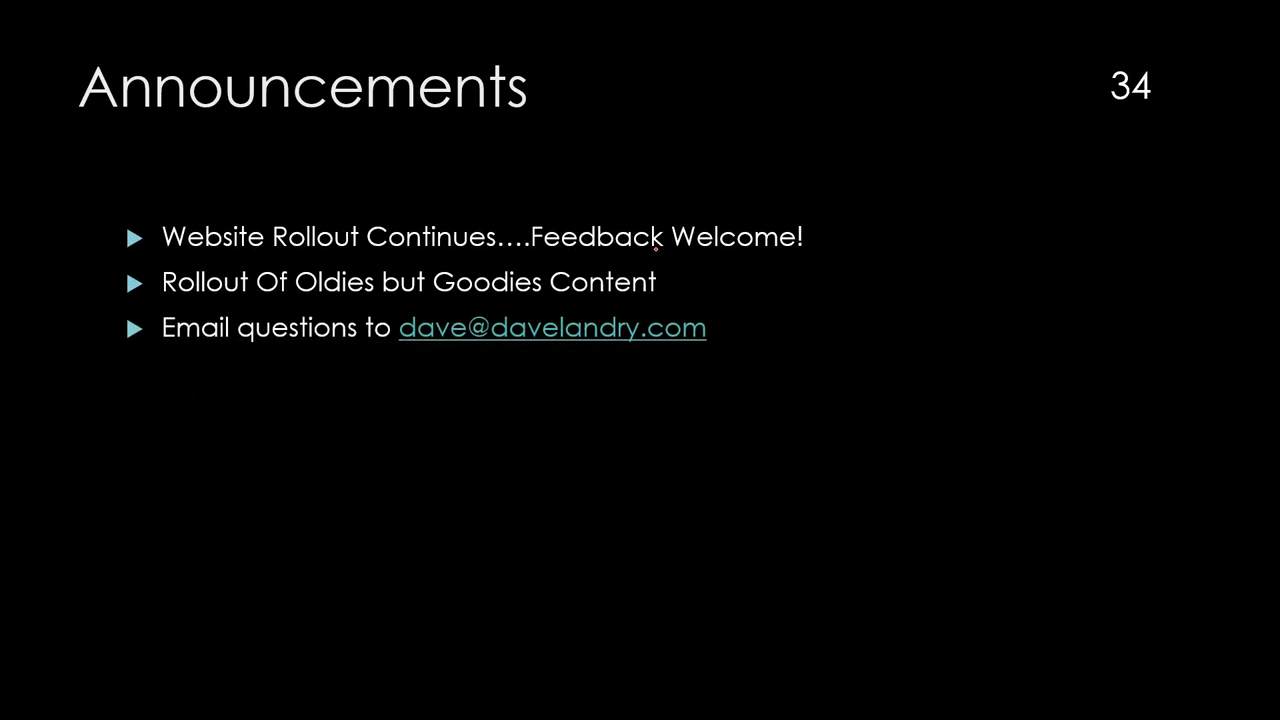 Announcements
34
Website Rollout Continues....Feedback Welcome!
Rollout Of Oldies but Goodies Content
Email questions to dave@davelandry.com